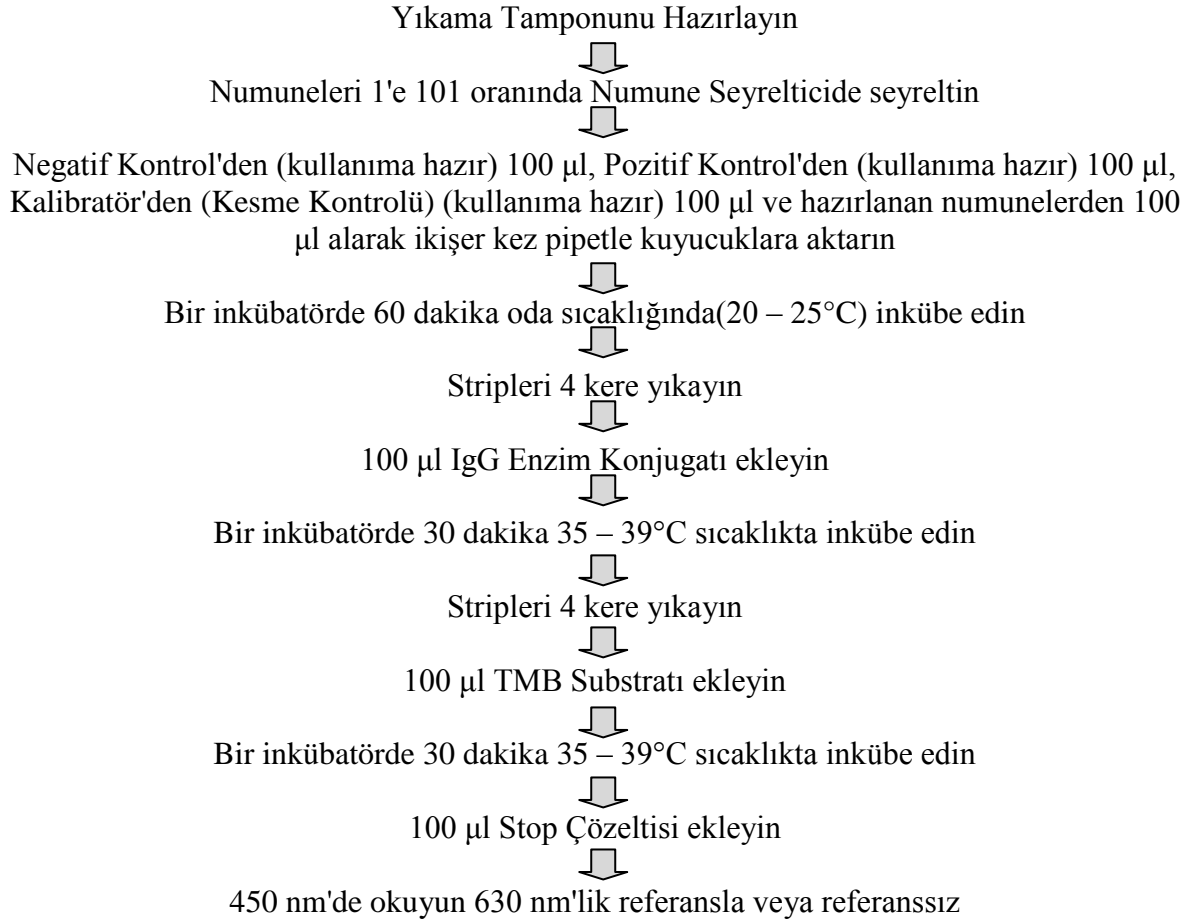 Yıkama Tamponunu Hazırlayın
Numuneleri 1'e 101 oranında Numune Seyrelticide seyreltin
Negatif Kontrol'den (kullanıma hazır) 100 µl, Pozitif Kontrol'den (kullanıma hazır) 100 µl,
Kalibratör'den (Kesme Kontrolü) (kullanıma hazır) 100 µl ve hazırlanan numunelerden 100
µl alarak ikişer kez pipetle kuyucuklara aktarın
Bir inkübatörde 60 dakika oda sıcaklığında(20 – 25°C) inkübe edin
Stripleri 4 kere yıkayın
100 µl IgG Enzim Konjugatı ekleyin
Bir inkübatörde 30 dakika 35 – 39°C sıcaklıkta inkübe edin
Stripleri 4 kere yıkayın
100 µl TMB Substratı ekleyin
Bir inkübatörde 30 dakika 35 – 39°C sıcaklıkta inkübe edin
100 µl Stop Çözeltisi ekleyin
450 nm'de okuyun 630 nm'lik referansla veya referanssız